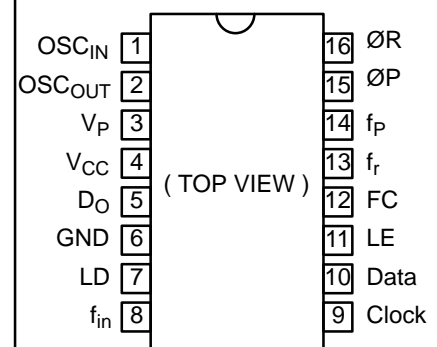 OSCIN 1 16 ØR
OSCOUT 2 15 ØP
VP 3 14 fP
VCC 4 13 fr
( TOP VIEW )
DO 5 12 FC
GND 6 11 LE
LD 7 10 Data
fin 8 9 Clock